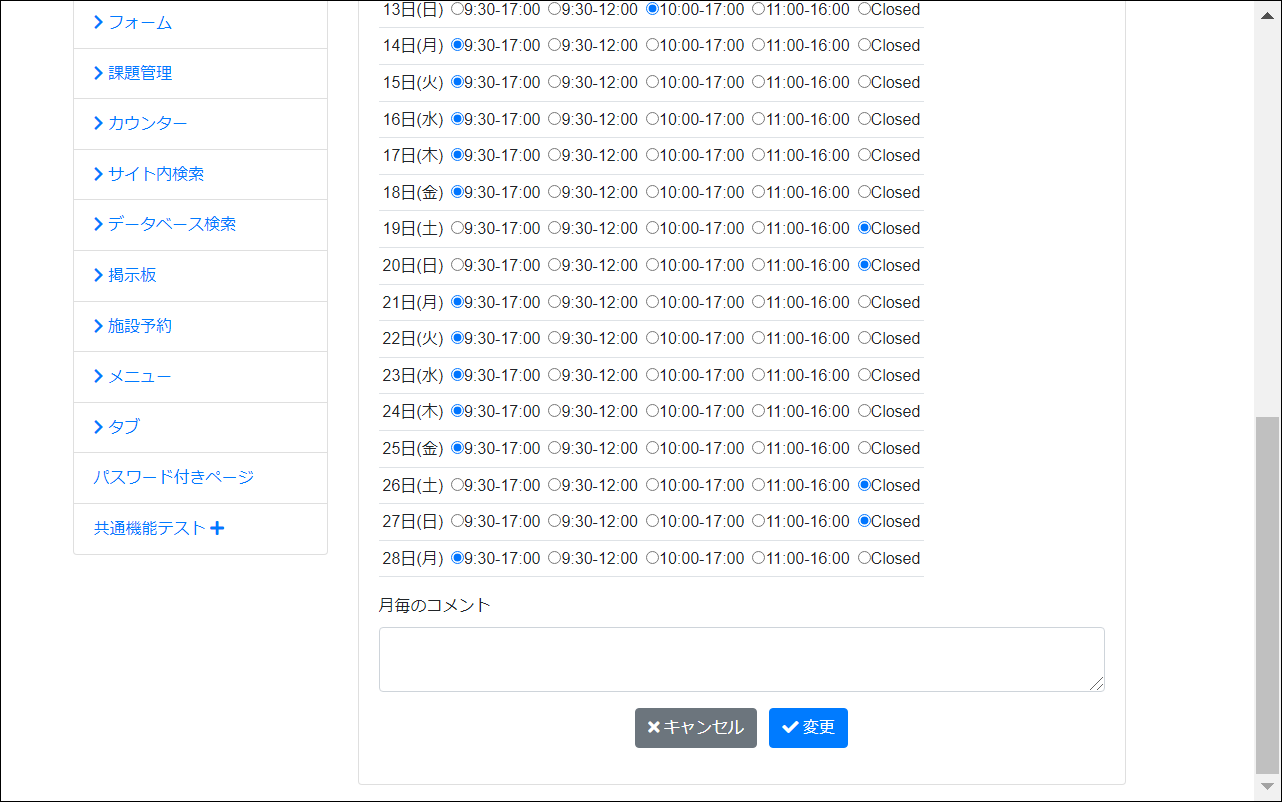 フォーム
課題管理
カウンター
サイト内検索
データベース検索
掲示板
施設予約
メニュー
タブ
パスワード付きページ
共通機能テスト
13日(日) 9:30-17:00 9:30-12:00 10:00-17:00 11:00-16:00 Closed
14日(月) 9:30-17:00 9:30-12:00 10:00-17:00 11:00-16:00 Closed
15日(火) 9:30-17:00 9:30-12:00 10:00-17:00 11:00-16:00 Closed
16日(水) 9:30-17:00 9:30-12:00 10:00-17:00 11:00-16:00 Closed
17日(木) 9:30-17:00 9:30-12:00 10:00-17:00 11:00-16:00 Closed
18日(金) 9:30-17:00 9:30-12:00 10:00-17:00 11:00-16:00 Closed
19日(土) 9:30-17:00 9:30-12:00 10:00-17:00 11:00-16:00 Closed
20日(日) 9:30-17:00 9:30-12:00 10:00-17:00 11:00-16:00 Closed
21日(月) 9:30-17:00 9:30-12:00 10:00-17:00 11:00-16:00 Closed
22日(火) 9:30-17:00 9:30-12:00 10:00-17:00 11:00-16:00 Closed
23日(水) 9:30-17:00 9:30-12:00 10:00-17:00 11:00-16:00 Closed
24日(木) 9:30-17:00 9:30-12:00 10:00-17:00 11:00-16:00 Closed
25日(金) 9:30-17:00 9:30-12:00 10:00-17:00 11:00-16:00 Closed
26日(土) 9:30-17:00 9:30-12:00 10:00-17:00 11:00-16:00 Closed
27日(日) 9:30-17:00 9:30-12:00 10:00-17:00 11:00-16:00 Closed
28日(月) 9:30-17:00 9:30-12:00 10:00-17:00 11:00-16:00 Closed
月毎のコメント
キャンセル 変更